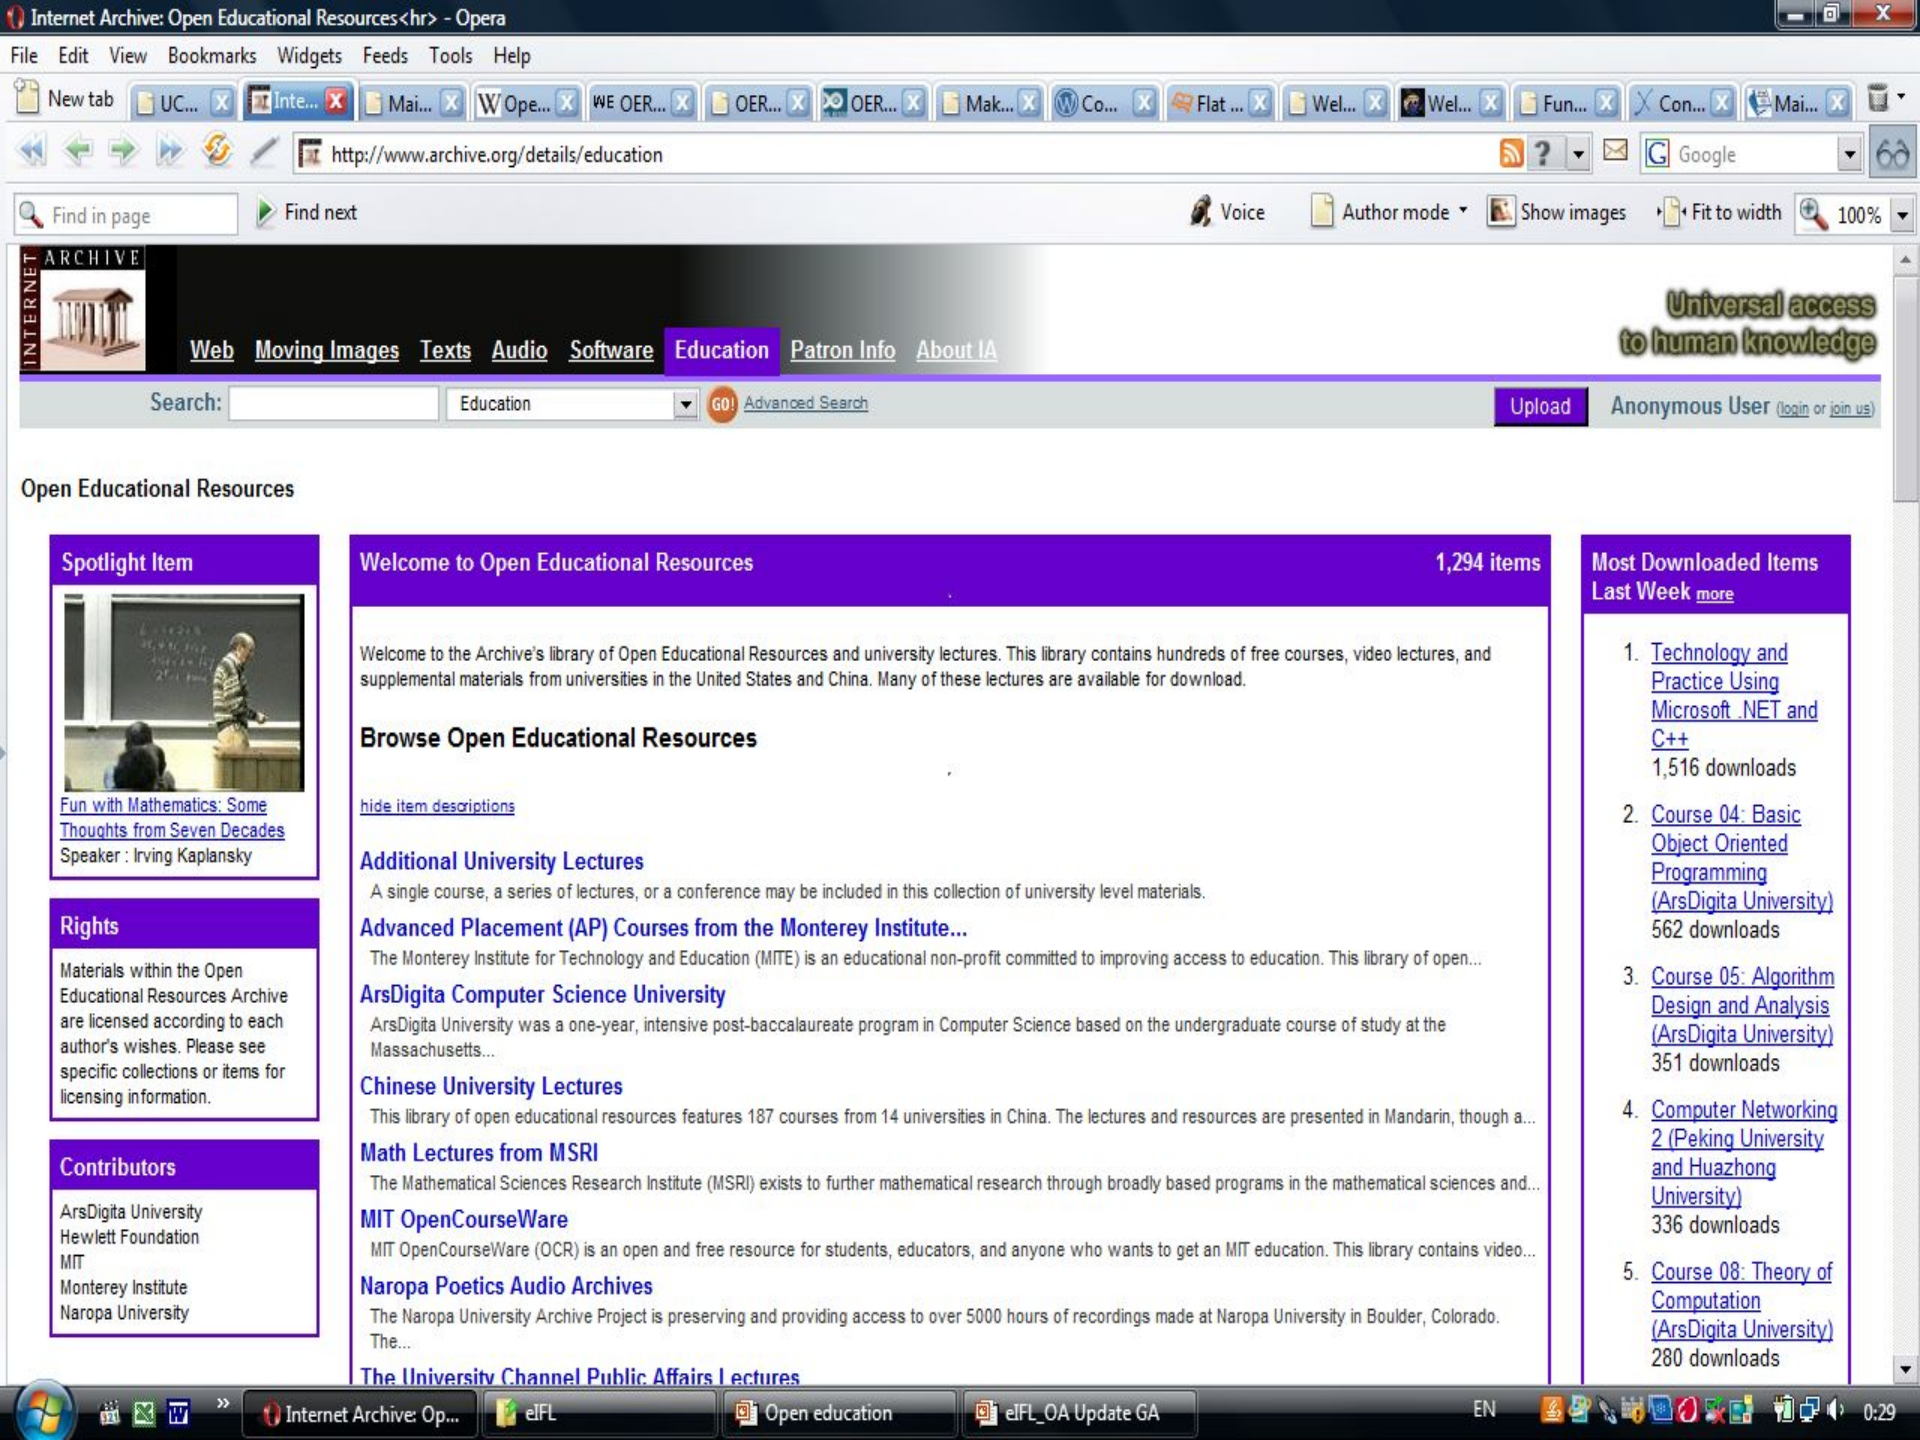 Internet Archive: Open Educational Resources<hr> - Opera
File Edit View Bookmarks Widgets Feeds Tools Help
New tab UC... Inte... Mai... W Ope... WE OER... OER... OER... Mak... Co... Flat ... Wel... Wel... Fun... Con... Mai...
http://www.archive.org/details/education ? G Google
Find in page Find next Voice Author mode Show images Fit to width 100%
INTERNET ARCHIVE
Universal access
to human knowledge
Web Moving Images Texts Audio Software Education Patron Info About IA
Search: Education GO! Advanced Search Upload Anonymous User (login or join us)
Open Educational Resources
Spotlight Item
Fun with Mathematics: Some
Thoughts from Seven Decades
Speaker : Irving Kaplansky
Rights
Materials within the Open
Educational Resources Archive
are licensed according to each
author's wishes. Please see
specific collections or items for
licensing information.
Contributors
ArsDigita University
Hewlett Foundation
MIT
Monterey Institute
Naropa University
Welcome to Open Educational Resources 1,294 items
Welcome to the Archive's library of Open Educational Resources and university lectures. This library contains hundreds of free courses, video lectures, and
supplemental materials from universities in the United States and China. Many of these lectures are available for download.
Browse Open Educational Resources
hide item descriptions
Additional University Lectures
A single course, a series of lectures, or a conference may be included in this collection of university level materials.
Advanced Placement (AP) Courses from the Monterey Institute...
The Monterey Institute for Technology and Education (MITE) is an educational non-profit committed to improving access to education. This library of open...
ArsDigita Computer Science University
ArsDigita University was a one-year, intensive post-baccalaureate program in Computer Science based on the undergraduate course of study at the
Massachusetts...
Chinese University Lectures
This library of open educational resources features 187 courses from 14 universities in China. The lectures and resources are presented in Mandarin, though a...
Math Lectures from MSRI
The Mathematical Sciences Research Institute (MSRI) exists to further mathematical research through broadly based programs in the mathematical sciences and...
MIT OpenCourseWare
MIT OpenCourseWare (OCR) is an open and free resource for students, educators, and anyone who wants to get an MIT education. This library contains video...
Naropa Poetics Audio Archives
The Naropa University Archive Project is preserving and providing access to over 5000 hours of recordings made at Naropa University in Boulder, Colorado.
The...
The University Channel Public Affairs Lectures
Most Downloaded Items
Last Week more
1. Technology and
Practice Using
Microsoft .NET and
C++
1,516 downloads
2. Course 04: Basic
Object Oriented
Programming
(ArsDigita University)
562 downloads
3. Course 05: Algorithm
Design and Analysis
(ArsDigita University)
351 downloads
4. Computer Networking
2 (Peking University
and Huazhong
University)
336 downloads
5. Course 08: Theory of
Computation
(ArsDigita University)
280 downloads
Internet Archive: Op... eIFL Open education eIFL_OA Update GA EN 0:29